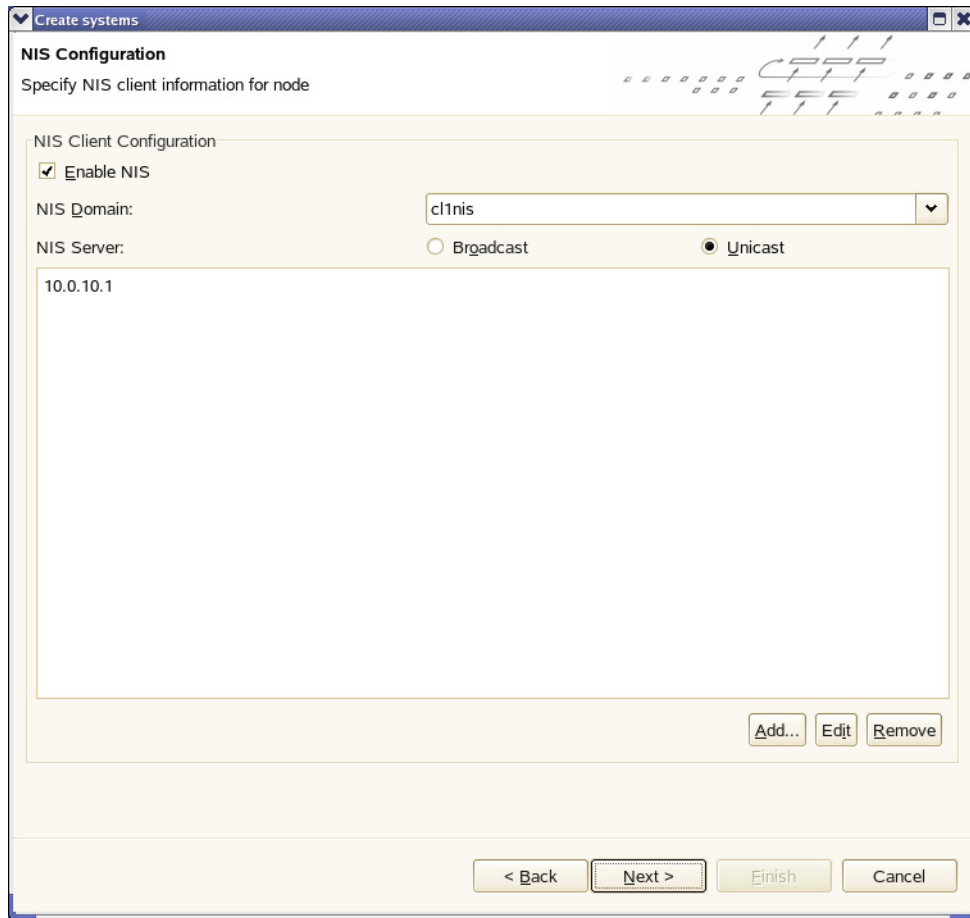 Create systems
NIS Configuration
Specify NIS client information for node
NIS Client Configuration
Enable NIS
NIS Domain: cl1nis
NIS Server: Broadcast Unicast
10.0.10.1
Add... Edit Remove
< Back Next > Finish Cancel